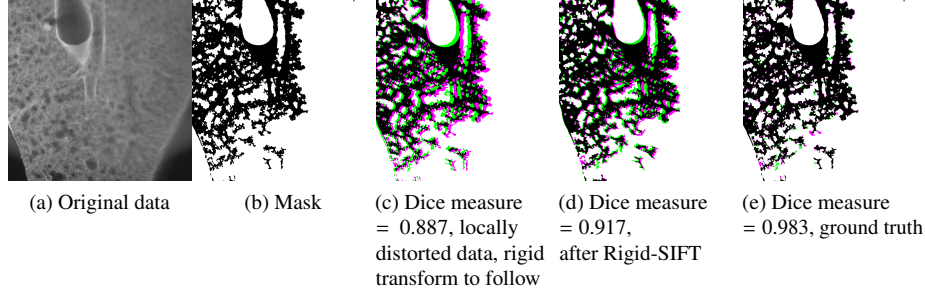 (a) Original data
(b) Mask
(c) Dice measure
= 0.887, locally
distorted data, rigid
transform to follow
(d) Dice measure
= 0.917,
after Rigid-SIFT
(e) Dice measure
= 0.983, ground truth